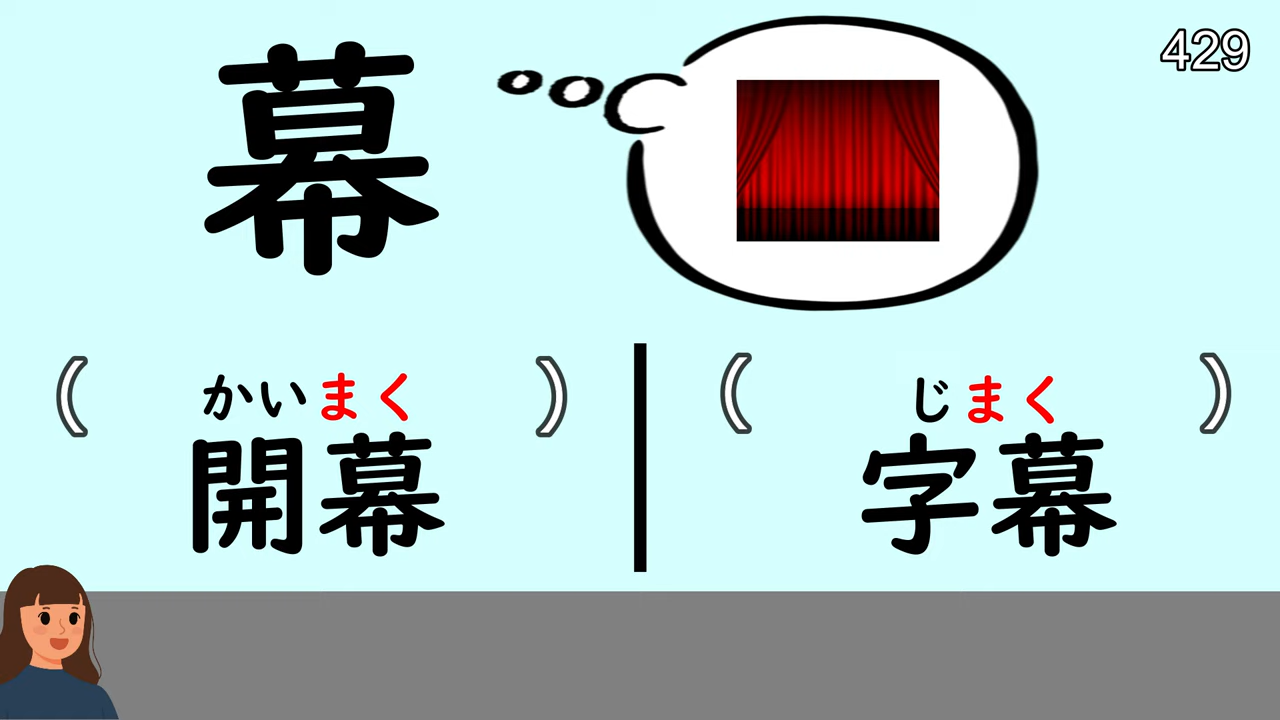 429
幕
( かいまく )
開幕
( じまく )
字幕